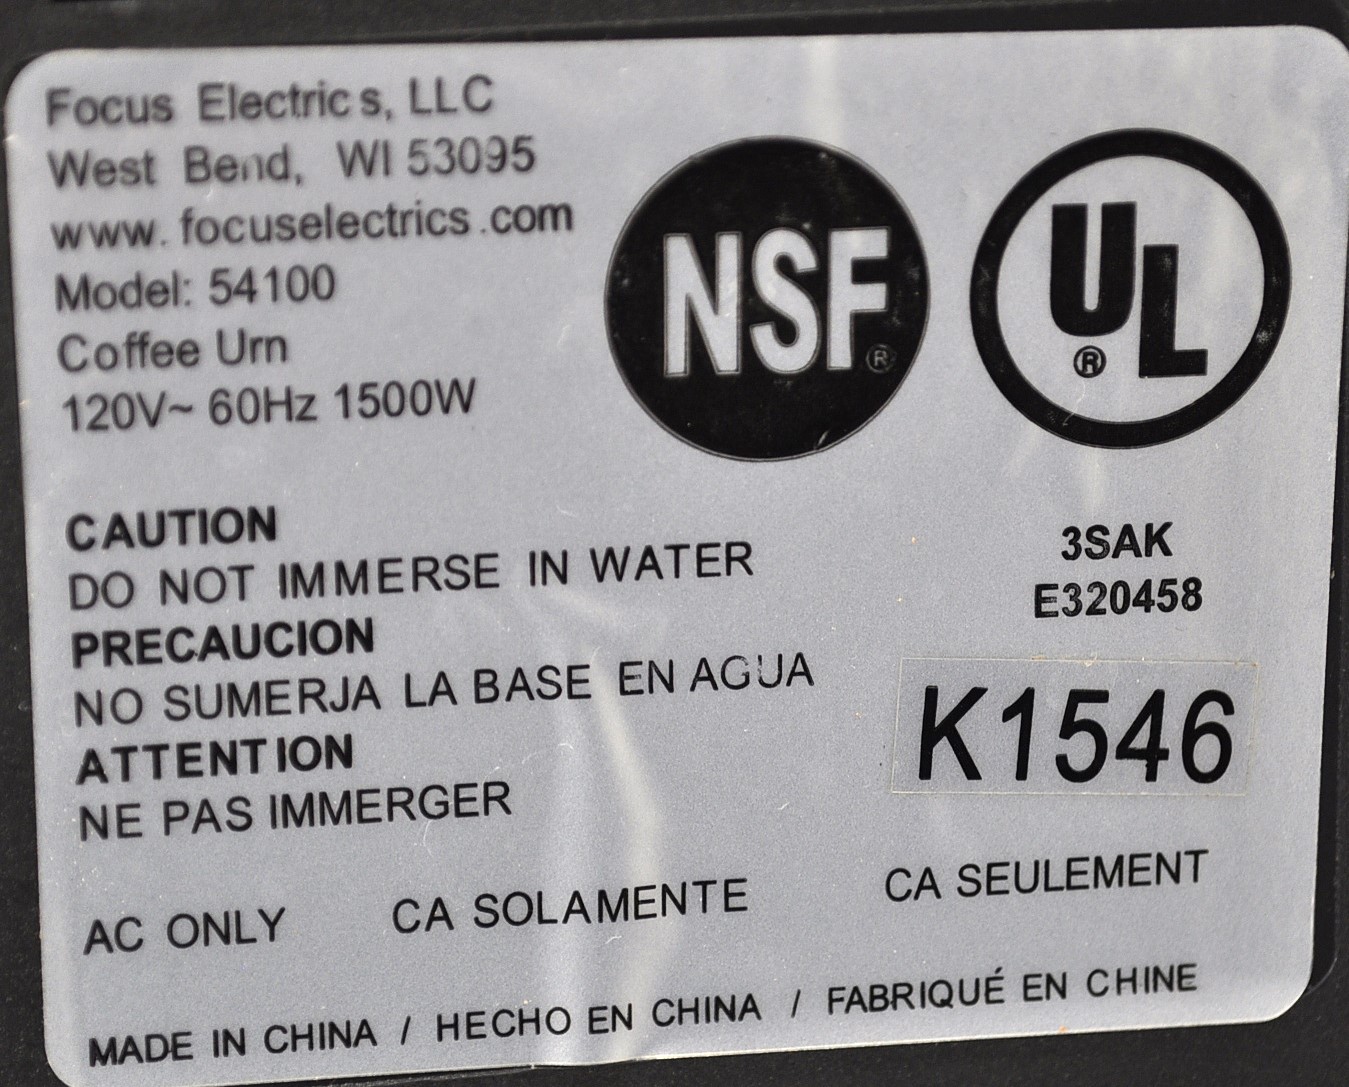 Focus Electrics, LLC
West Bend, WI 53095
www.focuselectrics.com
Model: 54100
Coffee Urn
120V~ 60Hz 1500W
NSF®
UL®
CAUTION
DO NOT IMMERSE IN WATER
PRECAUCION
NO SUMERJA LA BASE EN AGUA
ATTENTION
NE PAS IMMERGER
3SAK
E320458
K1546
AC ONLY CA SOLAMENTE CA SEULEMENT
MADE IN CHINA / HECHO EN CHINA / FABRIQUÉ EN CHINE